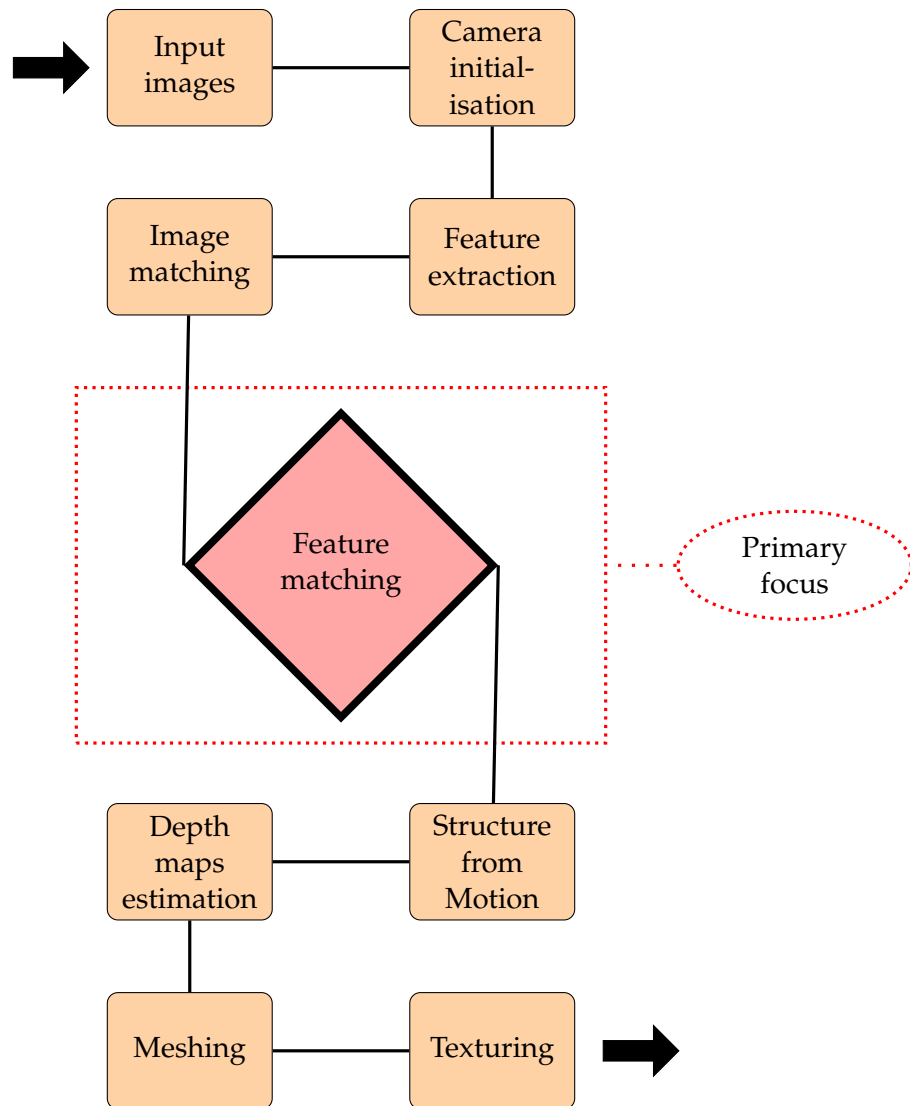 Input
images
Camera
initial-
isation
Image
matching
Feature
extraction
Feature
matching
Primary
focus
Depth
maps
estimation
Structure
from
Motion
Meshing
Texturing